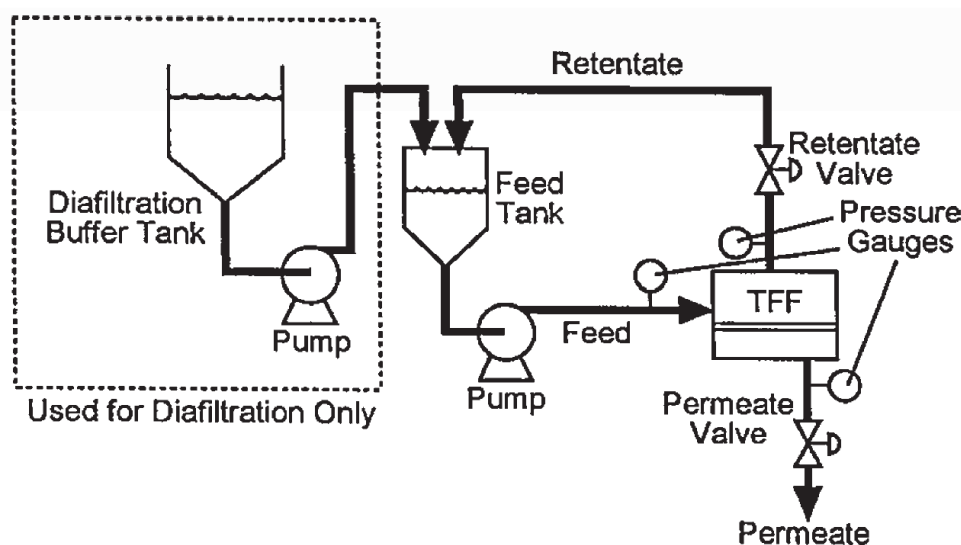 Retentate
Retentate
Valve
Diafiltration
Buffer Tank
Feed
Tank
Pressure
Gauges
TFF
Pump
Feed
Pump
Used for Diafiltration Only
Permeate
Valve
Permeate